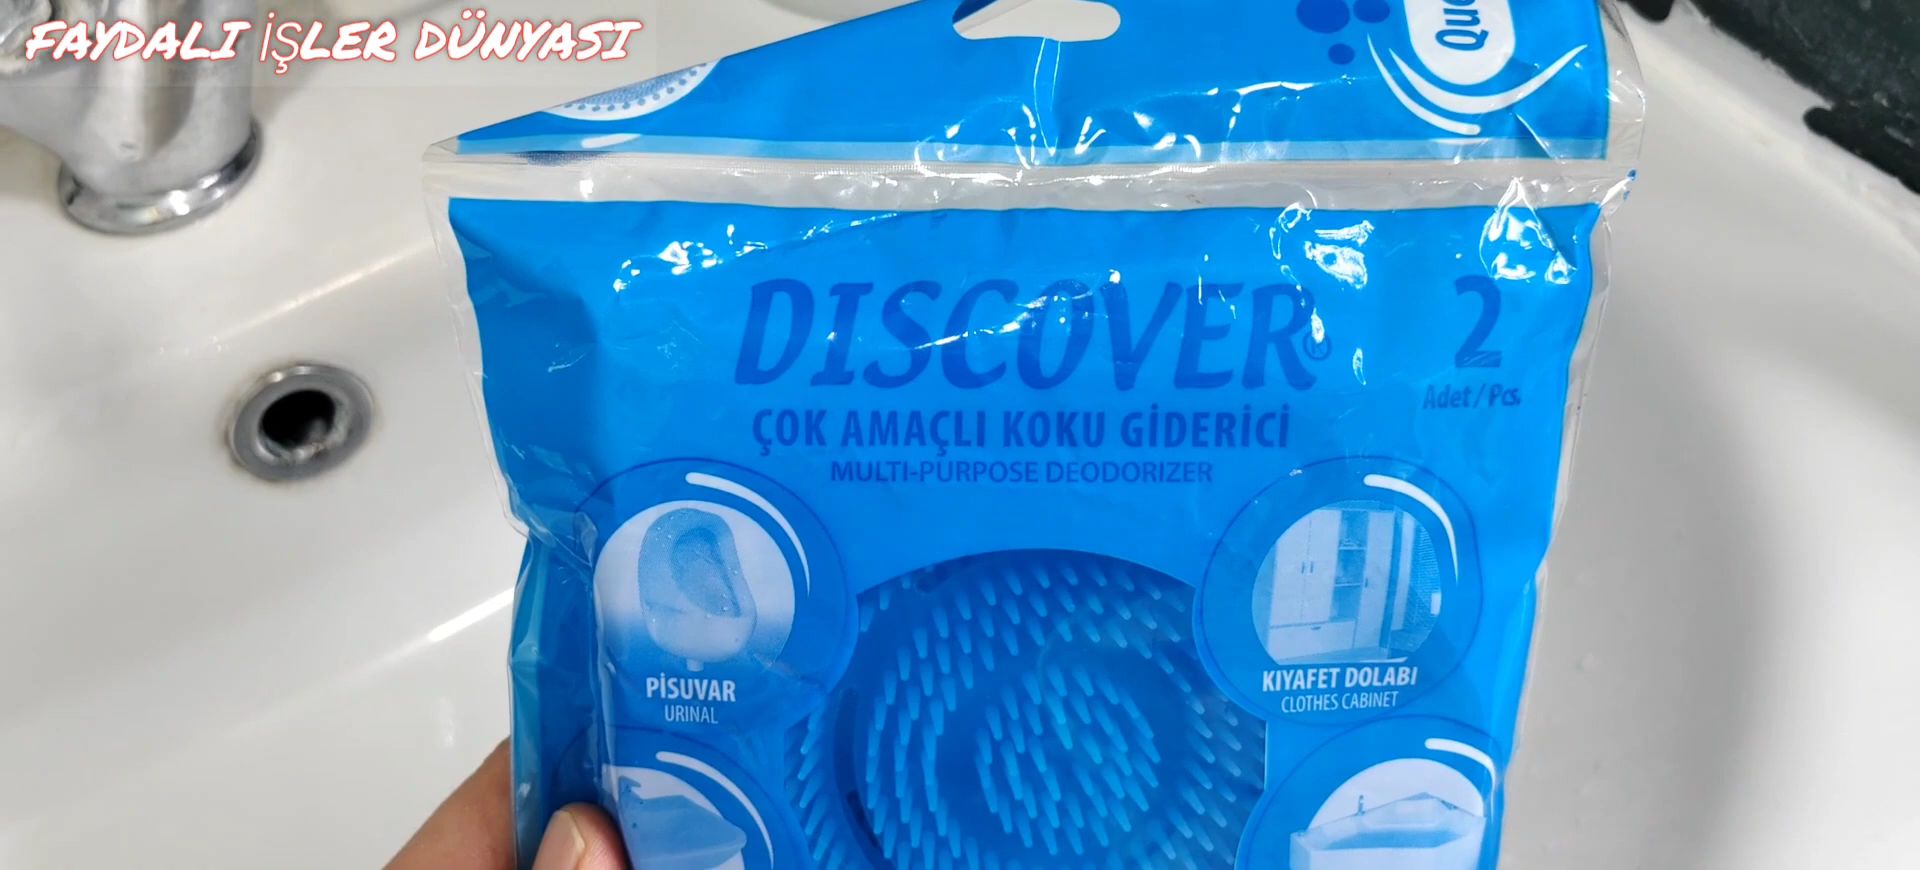 FAYDALI İŞLER DÜNYASI
DISCOVER®
2
Adet / Pcs.
ÇOK AMAÇLI KOKU GİDERİCİ
MULTI-PURPOSE DEODORIZER
PİSUVAR
URINAL
KIYAFET DOLABI
CLOTHES CABINET